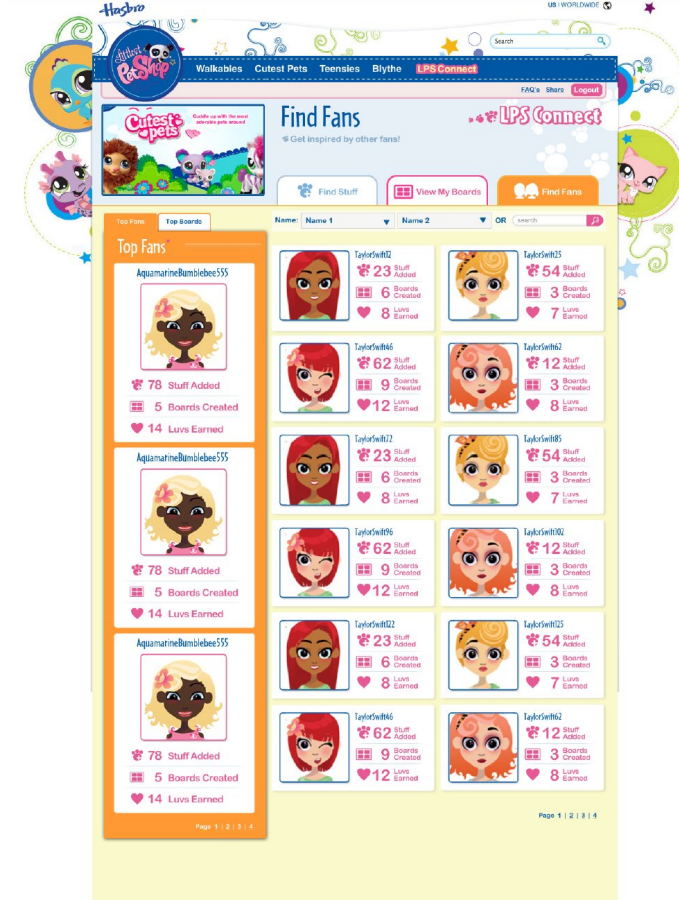 Hasbro
US | WORLDWIDE
Search
Littlest
PetShop
Walkables Cutest Pets Teensies Blythe LPS Connect
FAQ's Share Logout
Cutest
pets
Cuddle up with the most
adorable pets around
Find Fans
Get inspired by other fans!
LPS Connect
Find Stuff
View My Boards
Find Fans
Top Fans Top Boards
Name: Name 1 Name 2 OR search
Top Fans
AquamarineBumblebee555
78 Stuff Added
5 Boards Created
14 Luvs Earned
AquamarineBumblebee555
78 Stuff Added
5 Boards Created
14 Luvs Earned
AquamarineBumblebee555
78 Stuff Added
5 Boards Created
14 Luvs Earned
Page 1 | 2 | 3 | 4
TaylorSwift12
23 Stuff Added
6 Boards Created
8 Luvs Earned
TaylorSwift25
54 Stuff Added
3 Boards Created
7 Luvs Earned
TaylorSwift46
62 Stuff Added
9 Boards Created
12 Luvs Earned
TaylorSwift62
12 Stuff Added
3 Boards Created
8 Luvs Earned
TaylorSwift72
23 Stuff Added
6 Boards Created
8 Luvs Earned
TaylorSwift85
54 Stuff Added
3 Boards Created
7 Luvs Earned
TaylorSwift96
62 Stuff Added
9 Boards Created
12 Luvs Earned
TaylorSwift102
12 Stuff Added
3 Boards Created
8 Luvs Earned
TaylorSwift122
23 Stuff Added
6 Boards Created
8 Luvs Earned
TaylorSwift125
54 Stuff Added
3 Boards Created
7 Luvs Earned
TaylorSwift46
62 Stuff Added
9 Boards Created
12 Luvs Earned
TaylorSwift62
12 Stuff Added
3 Boards Created
8 Luvs Earned
Page 1 | 2 | 3 | 4